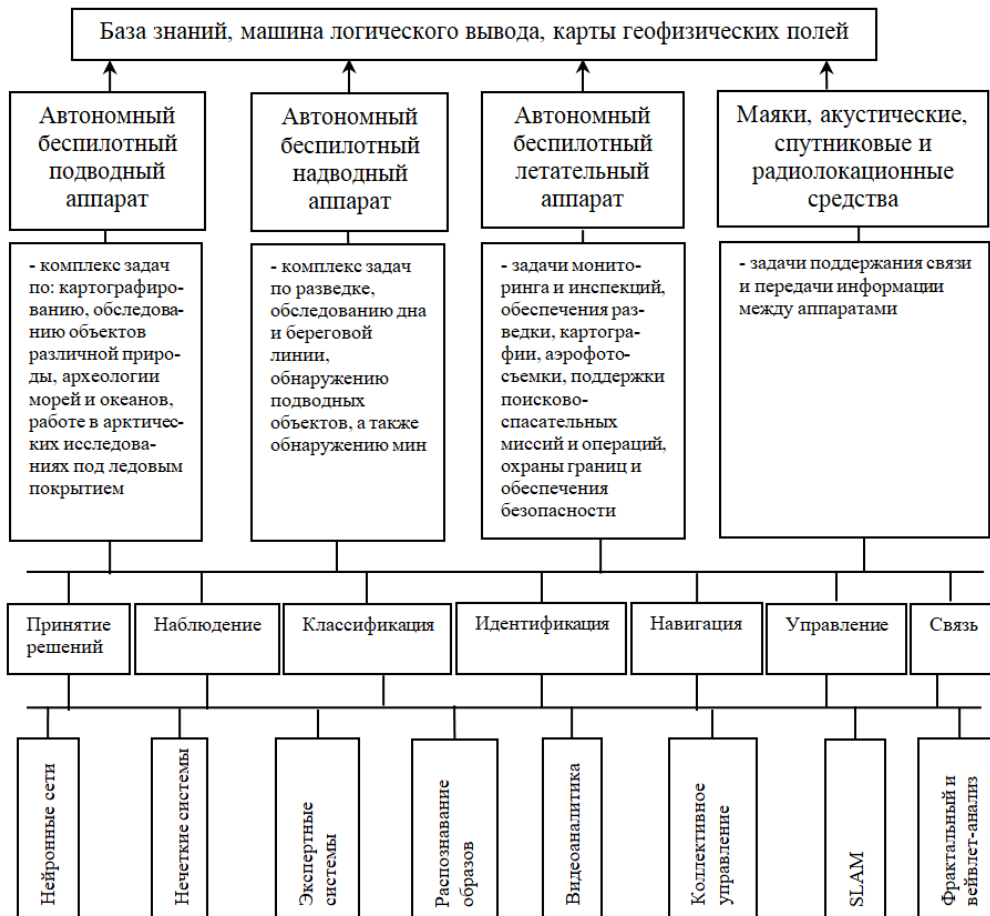 База знаний, машина логического вывода, карты геофизических полей
Автономный
беспилотный
подводный
аппарат
Автономный
беспилотный
надводный
аппарат
Автономный
беспилотный
летательный
аппарат
Маяки, акустические,
спутниковые и
радиолокационные
средства
- комплекс задач
по: картографиро-
ванию, обследова-
нию объектов
различной приро-
ды, археологии
морей и океанов,
работе в арктичес-
ких исследова-
ниях под ледовым
покрытием
- комплекс задач
по разведке,
обследованию дна
и береговой
линии,
обнаружению
подводных
объектов, а также
обнаружению мин
- задачи монито-
ринга и инспекций,
обеспечения раз-
ведки, картогра-
фии, аэрофото-
съемки, поддержки
поисково-
спасательных
миссий и операций,
охраны границ и
обеспечения
безопасности
- задачи поддержания связи
и передачи информации
между аппаратами
Принятие
решений
Наблюдение
Классификация
Идентификация
Навигация
Управление
Связь
Нейронные сети
Нечеткие системы
Экспертные
системы
Распознавание
образов
Видеоаналитика
Коллективное
управление
SLAM
Фрактальный и
вейвлет-анализ